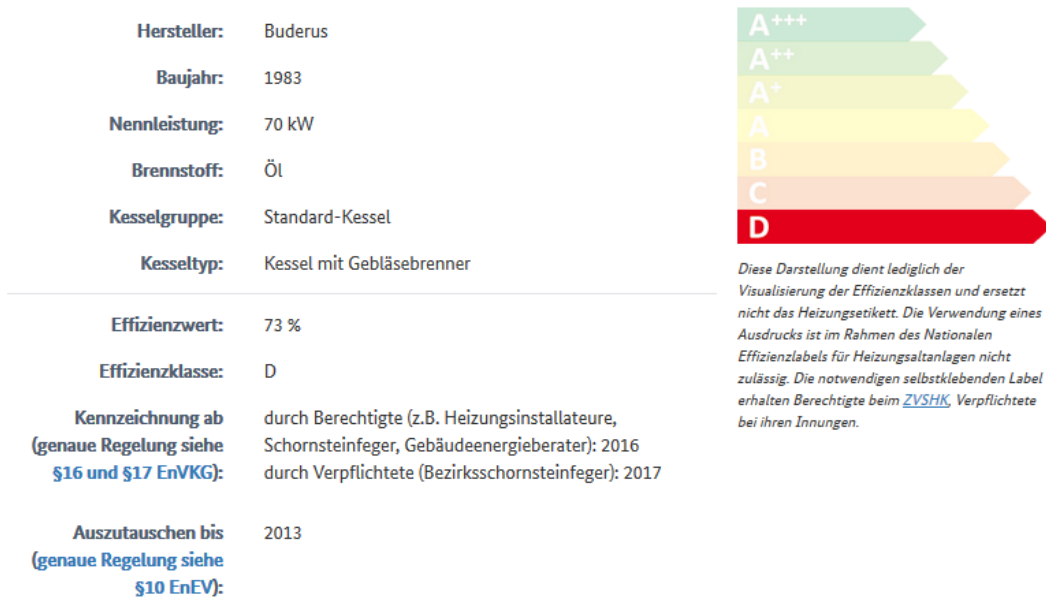 Hersteller: Buderus
Baujahr: 1983
Nennleistung: 70 kW
Brennstoff: Öl
Kesselgruppe: Standard-Kessel
Kesseltyp: Kessel mit Gebläsebrenner
Effizienzwert: 73 %
Effizienzklasse: D
Kennzeichnung ab
(genaue Regelung siehe
§16 und §17 EnVKG):
durch Berechtigte (z.B. Heizungsinstallateure,
Schornsteinfeger, Gebäudeenergieberater): 2016
durch Verpflichtete (Bezirksschornsteinfeger): 2017
Auszutauschen bis
(genaue Regelung siehe
§10 EnEV):
2013
A+++
A++
A+
A
B
C
D
Diese Darstellung dient lediglich der
Visualisierung der Effizienzklassen und ersetzt
nicht das Heizungsetikett. Die Verwendung eines
Ausdrucks ist im Rahmen des Nationalen
Effizienzlabels für Heizungsaltanlagen nicht
zulässig. Die notwendigen selbstklebenden Label
erhalten Berechtigte beim ZVSHK, Verpflichtete
bei ihren Innungen.